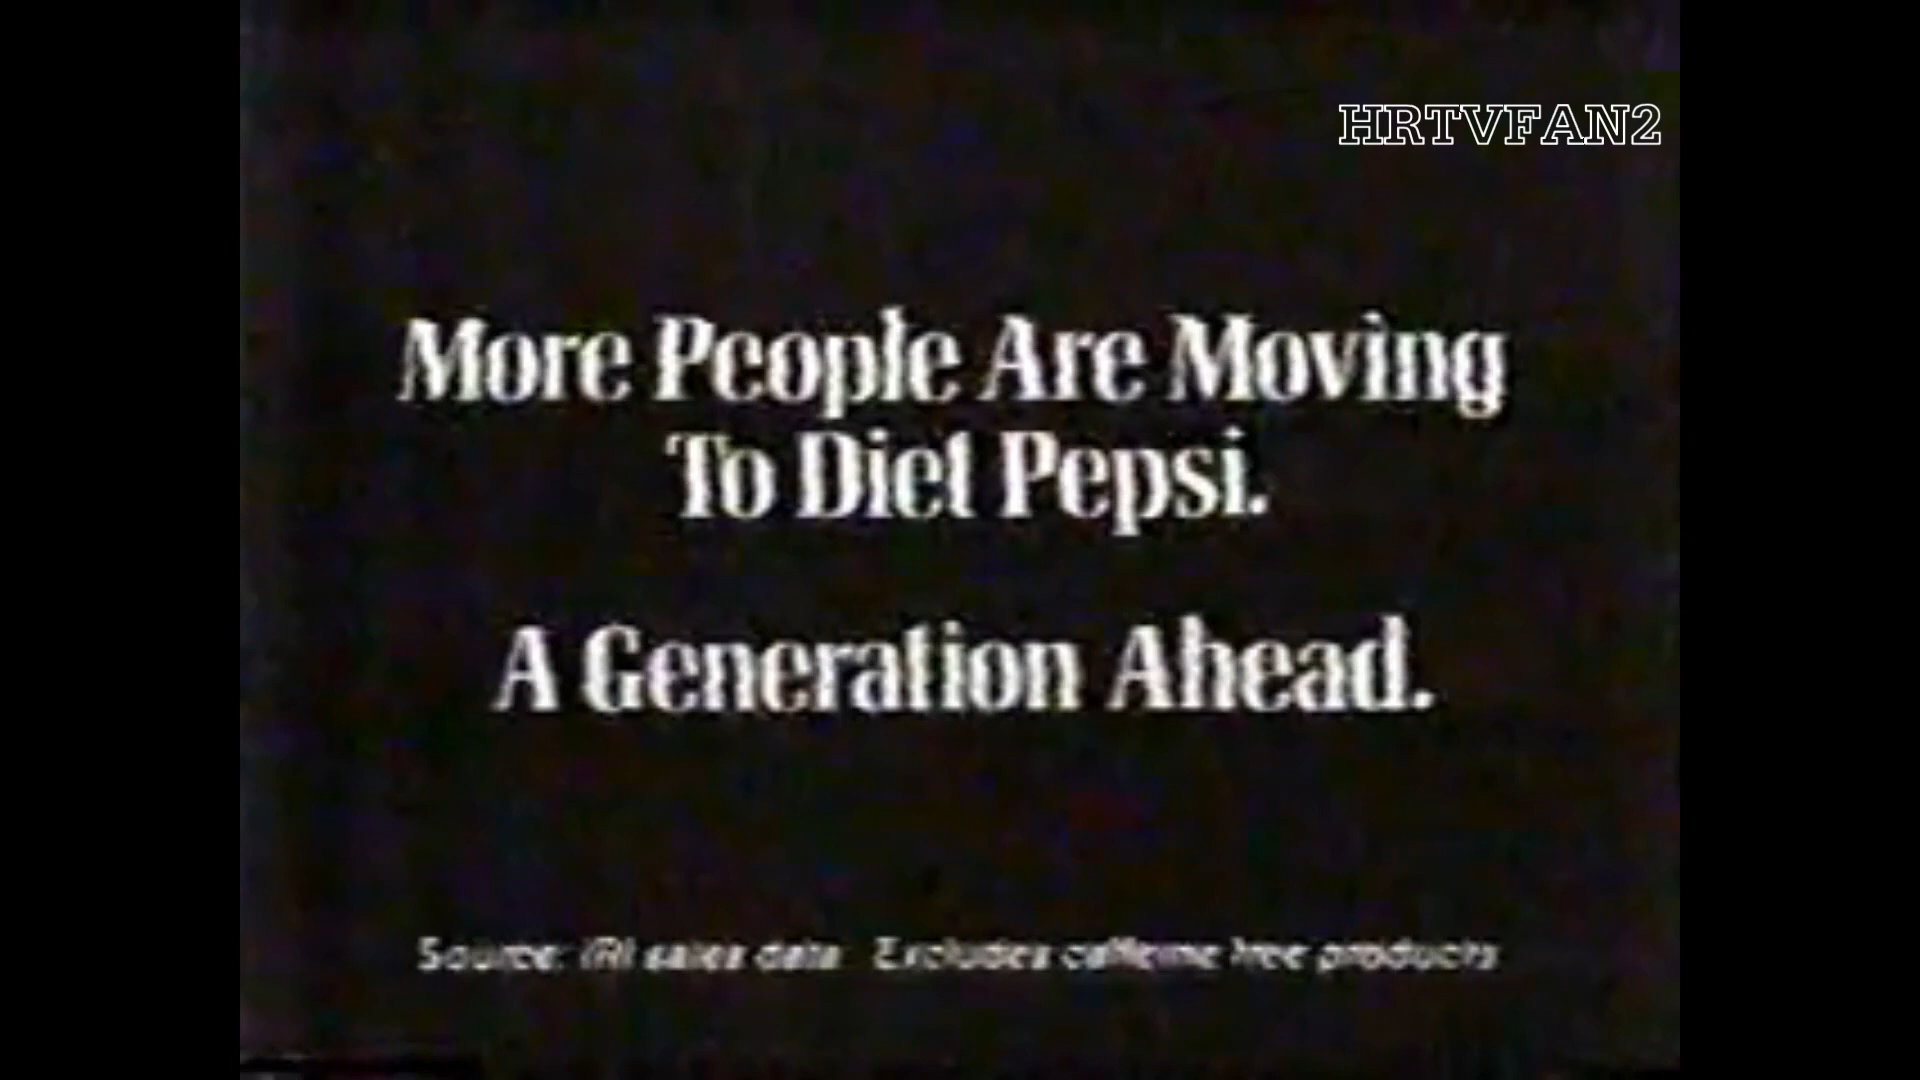 HRTVFAN2
More People Are Moving
To Diet Pepsi.
A Generation Ahead.
Source: IRI sales data. Excludes caffeine free products